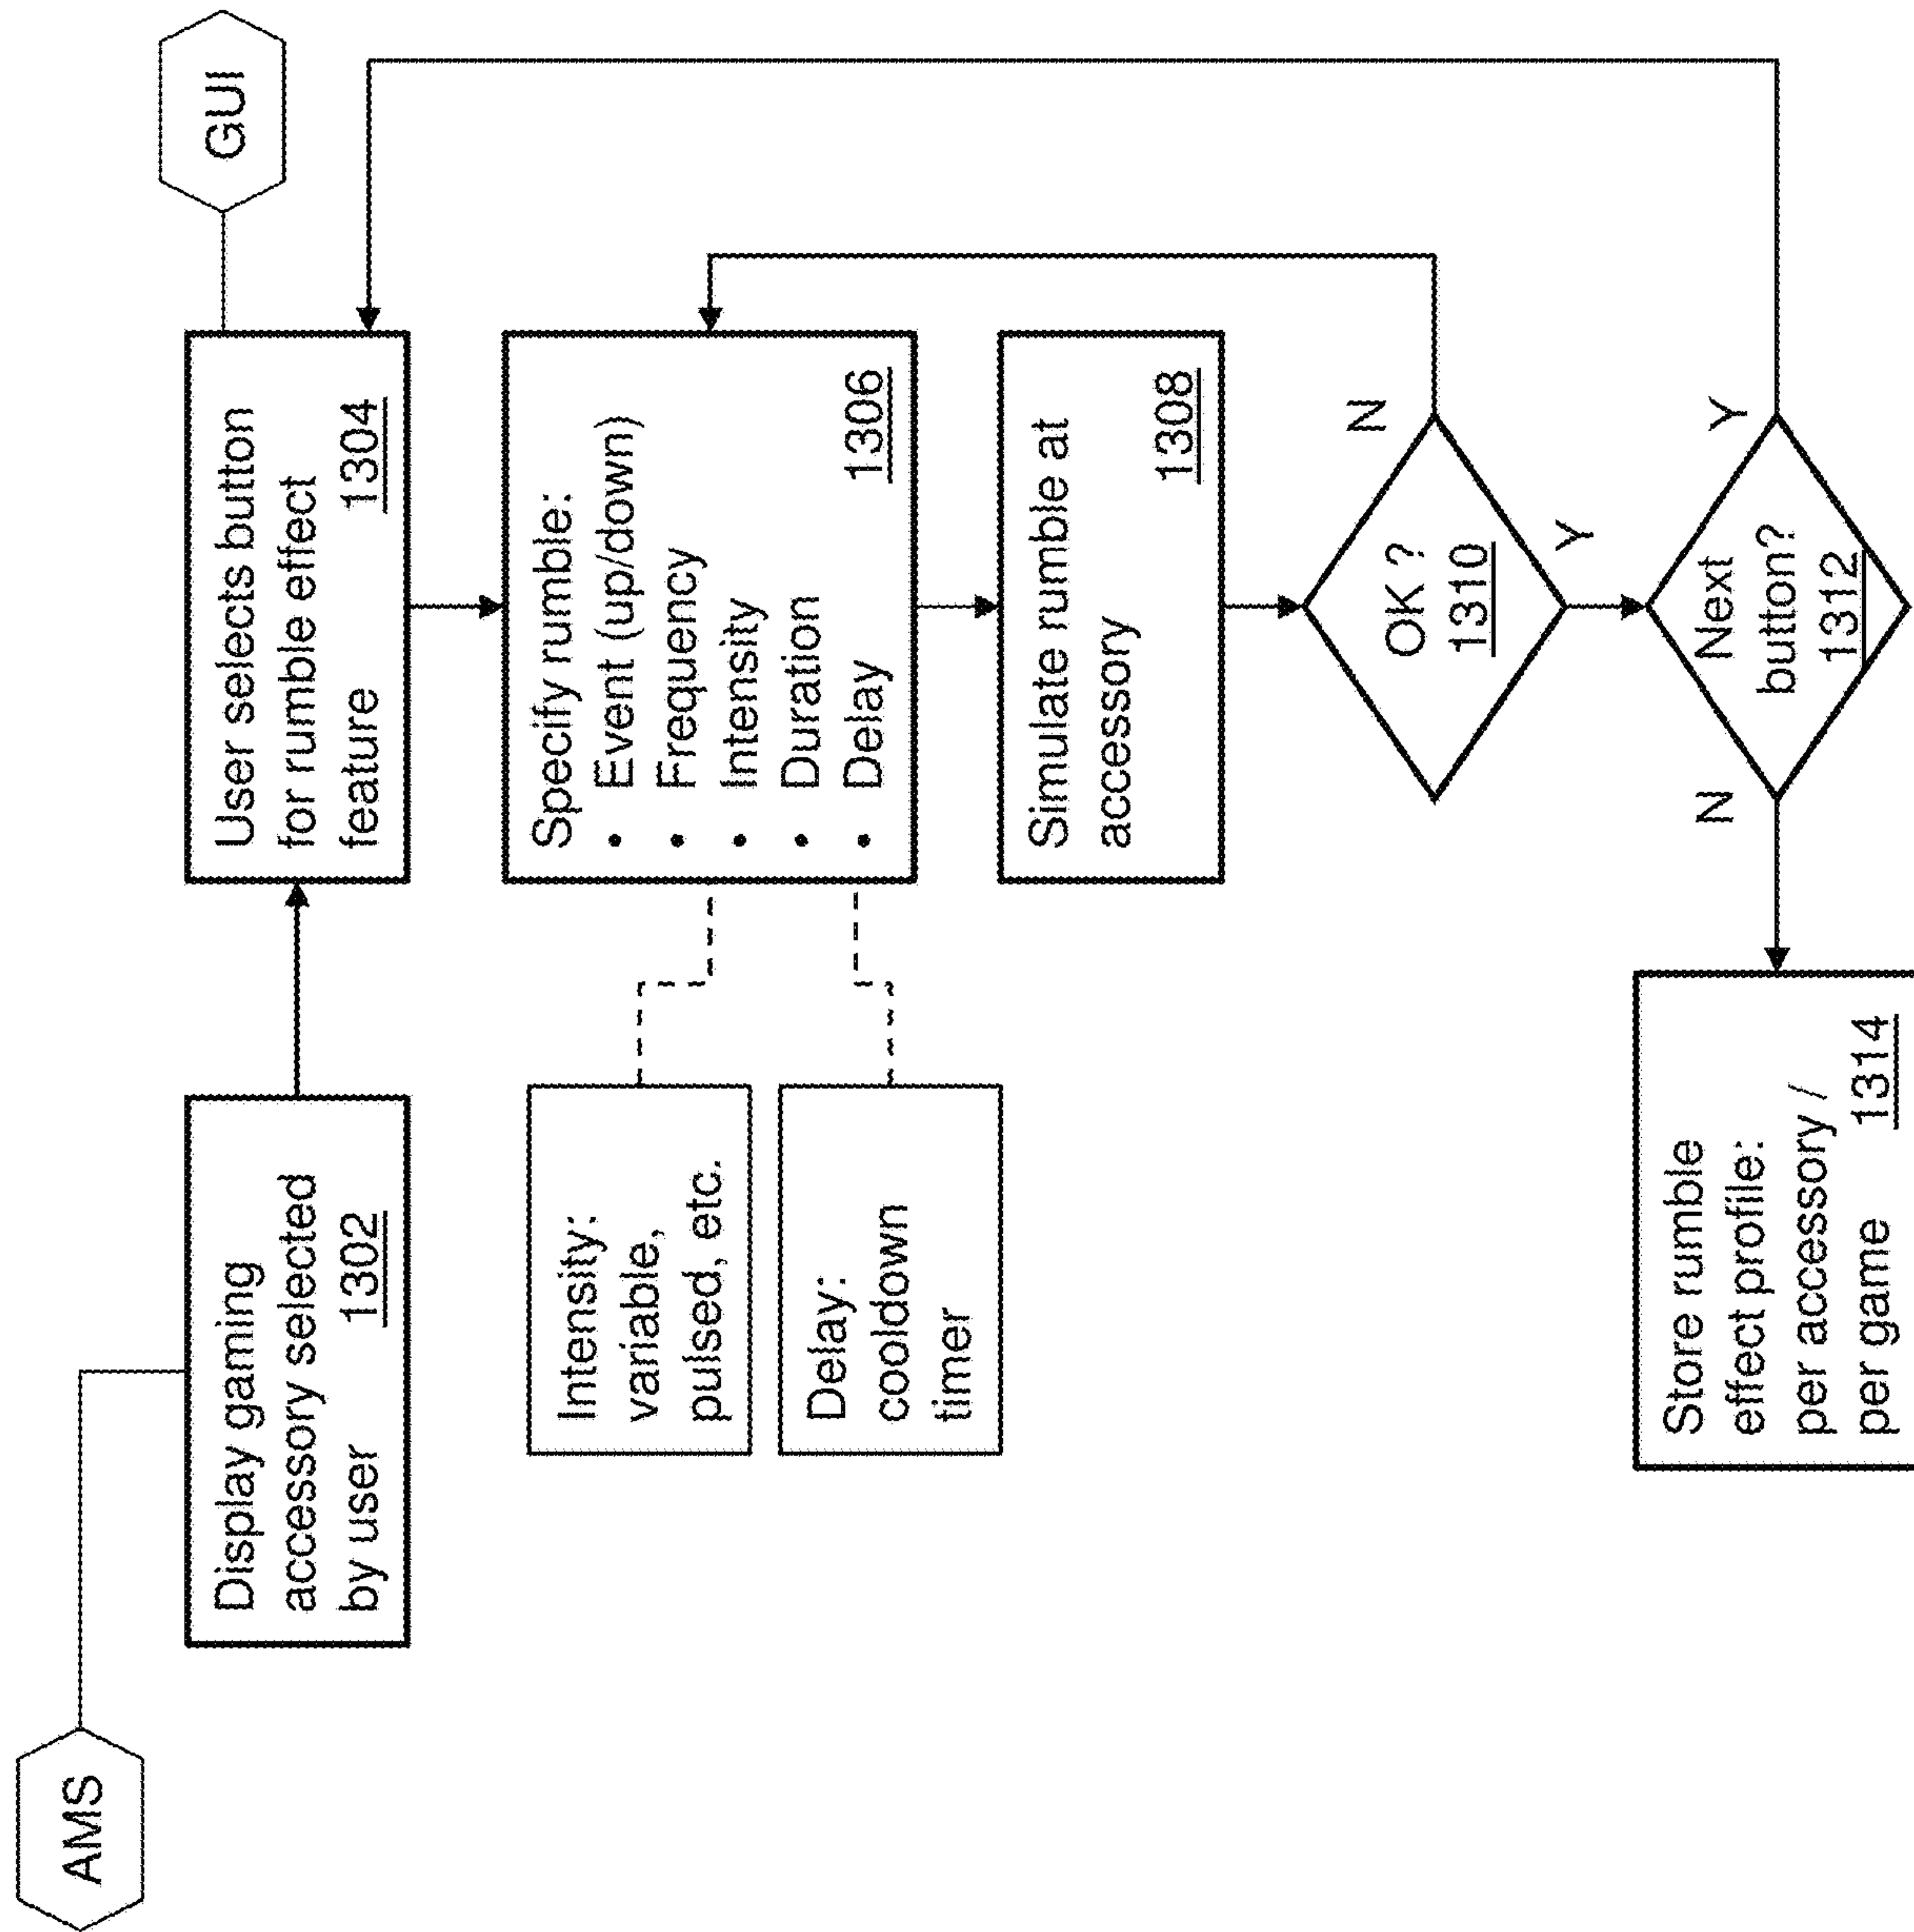 AMS
GUI
Display gaming
accessory selected
by user 1302
User selects button
for rumble effect
feature 1304
Specify rumble:
• Event (up/down)
• Frequency
• Intensity
• Duration
• Delay
1306
Intensity:
variable,
pulsed, etc.
Delay:
cooldown
timer
Simulate rumble at
accessory
1308
OK ?
1310
N
Y
Next
button?
1312
N
Y
Store rumble
effect profile:
per accessory /
per game 1314